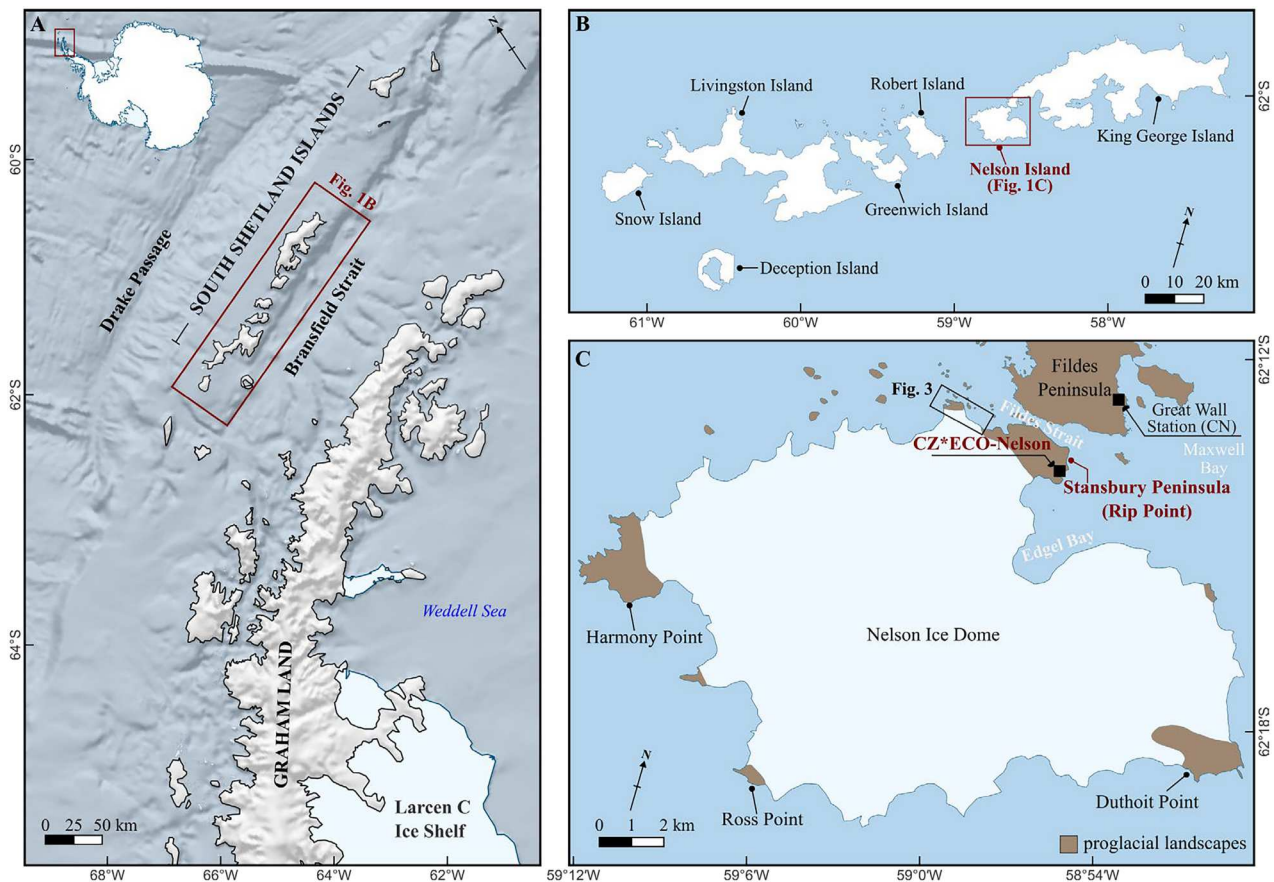 A
N
SOUTH SHETLAND ISLANDS
Fig. 1B
Drake Passage
Bransfield Strait
Weddell Sea
GRAHAM LAND
Larcen C
Ice Shelf
0 25 50 km
60°S
62°S
64°S
68°W 66°W 64°W 62°W
B
Livingston Island
Robert Island
King George Island
Nelson Island
(Fig. 1C)
Snow Island
Greenwich Island
Deception Island
N
0 10 20 km
62°S
61°W 60°W 59°W 58°W
C
Fildes
Peninsula
Fig. 3
Great Wall
Station (CN)
Fildes Strait
Maxwell
Bay
CZ*ECO-Nelson
Stansbury Peninsula
(Rip Point)
Edgel Bay
Harmony Point
Nelson Ice Dome
Ross Point
Duthoit Point
N
0 1 2 km
proglacial landscapes
62°12'S
62°18'S
59°12'W 59°6'W 59°0'W 58°54'W